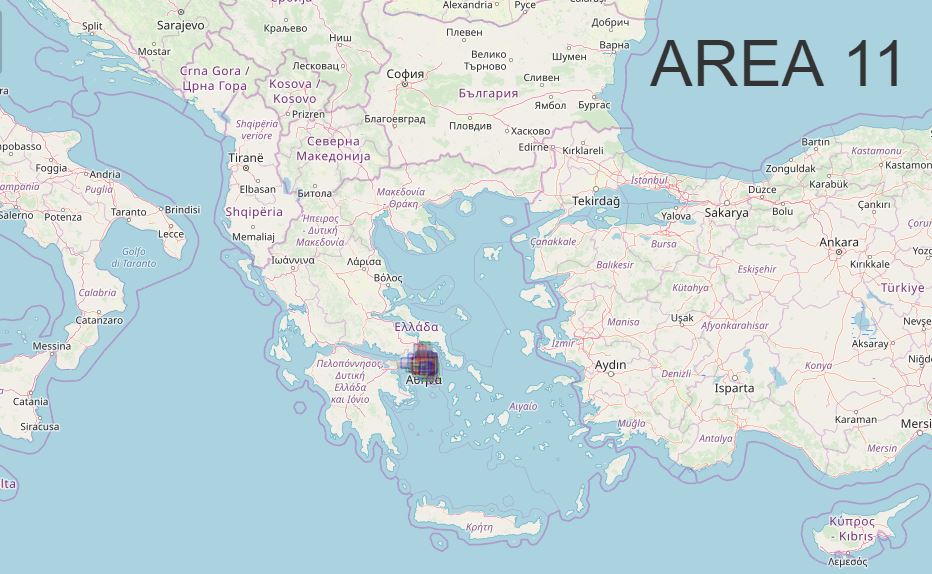 Split
Sarajevo
Mostar
Краљево
Ниш
Лесковац
Crna Gora /
Црна Гора
Kosova /
Kosovo
Prizren
Shqipëria
veriore
Северна
Македонија
Tiranë
Elbasan
Битола
Shqipëria
Memaliaj
Alexandria
Русе
Добрич
Плевен
Варна
Велико
Търново
Шумен
София
Сливен
България
Ямбол
Бургас
Благоевград
Пловдив
Хасково
Edirne
Kırklareli
AREA 11
Foggia
Andria
Puglia
Salerno
Potenza
Taranto
Brindisi
Lecce
Golfo
di Taranto
Calabria
Catanzaro
Messina
Catania
Siracusa
Μακεδονία
Θράκη
Ήπειρος -
Δυτική
Μακεδονία
Ιωάννινα
Λάρισα
Βόλος
Ελλάδα
Αθήνα
Πελοπόννησος,
Δυτική
Ελλάδα
και Ιόνιο
Αιγαίο
Κρήτη
Tekirdağ
İstanbul
Yalova
Sakarya
Düzce
Bolu
Zonguldak
Bartın
Karabük
Kastamonu
Çankırı
Çanakkale
Bursa
Balıkesir
Eskişehir
Ankara
Kırıkkale
Kütahya
Türkiye
Manisa
Uşak
Afyonkarahisar
İzmir
Aksaray
Aydın
Denizli
Konya
Isparta
Muğla
Antalya
Karaman
Mersin
Κύπρος
- Kıbrıs
Λεμεσός